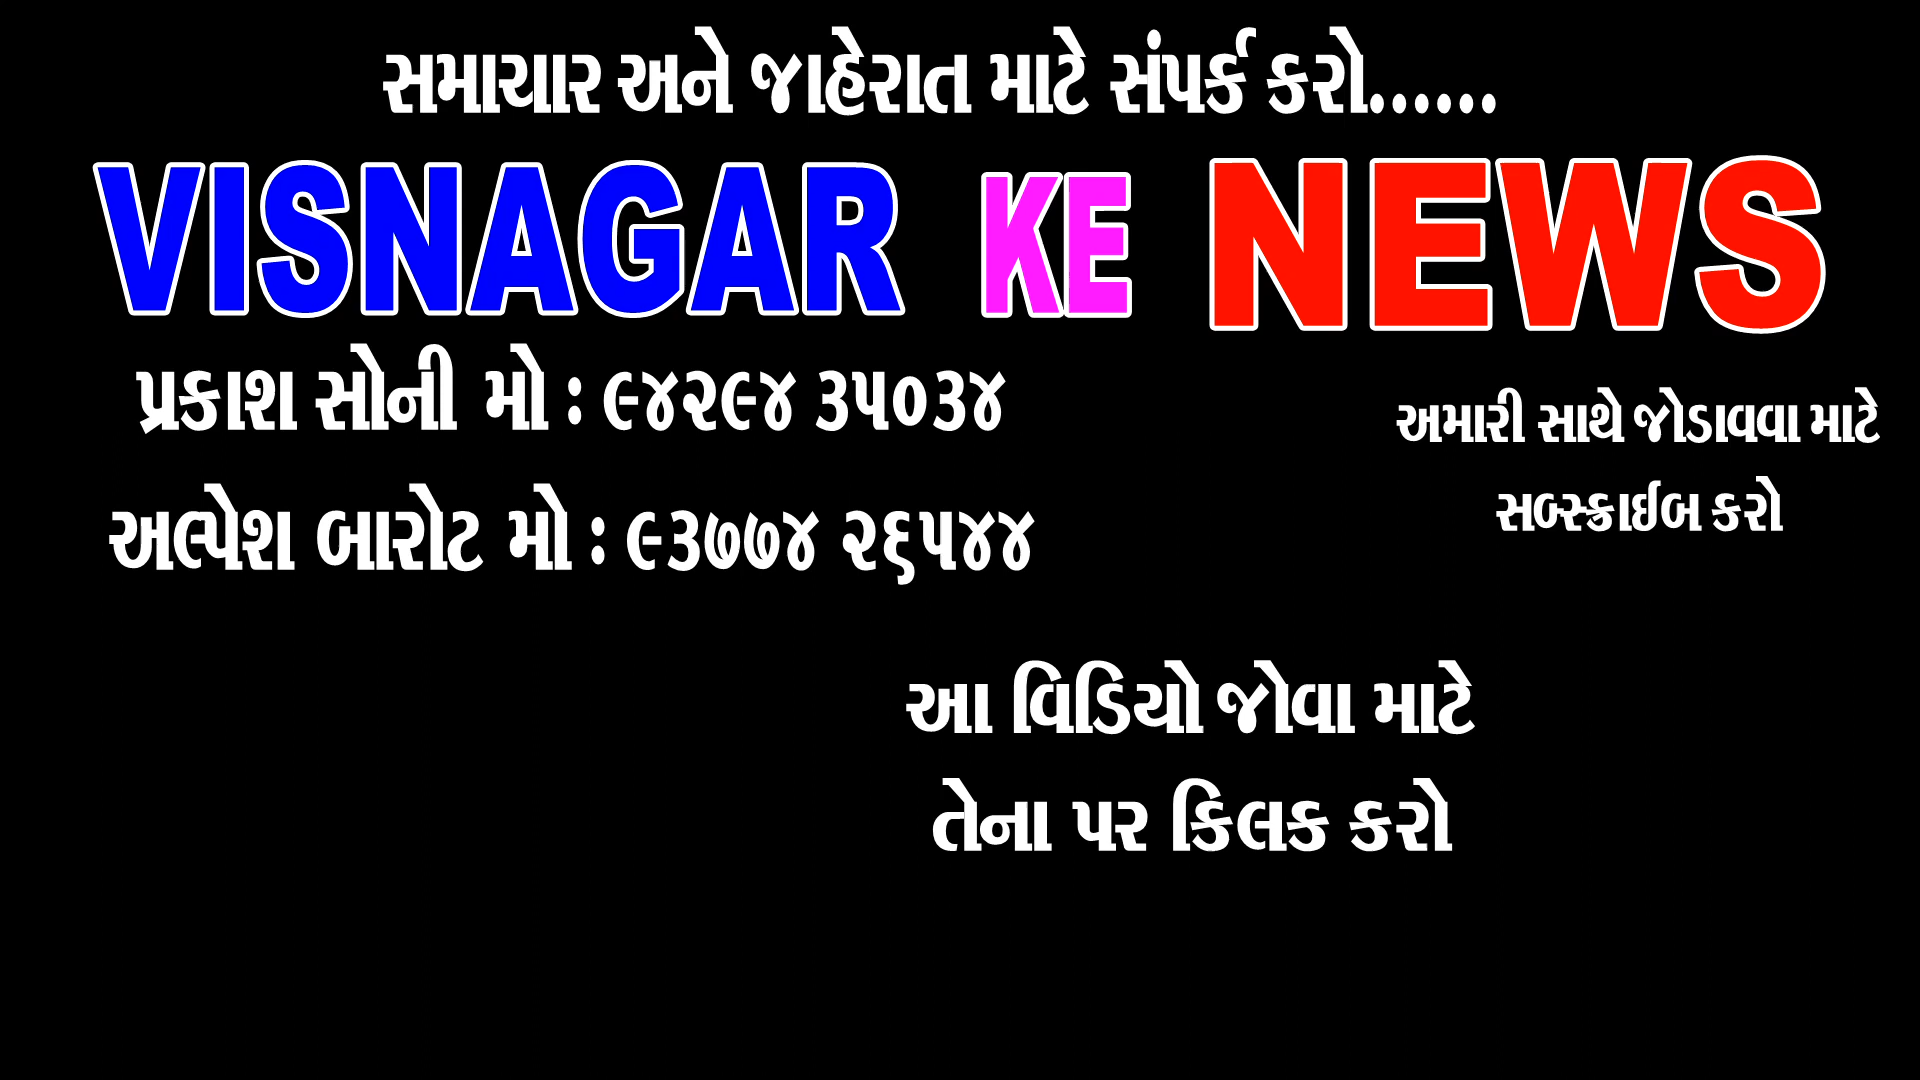 સમાચાર અને જાહેરાત માટે સંપર્ક કરો......
VISNAGAR KE NEWS
પ્રકાશ સોની મો : ૯૪૨૯૪ ૩૫૦૩૪
અલ્પેશ બારોટ મો : ૯૩૭૭૪ ૨૬૫૪૪
અમારી સાથે જોડાવવા માટે
સબ્સ્ક્રાઈબ કરો
આ વિડિયો જોવા માટે
તેના પર કિલક કરો